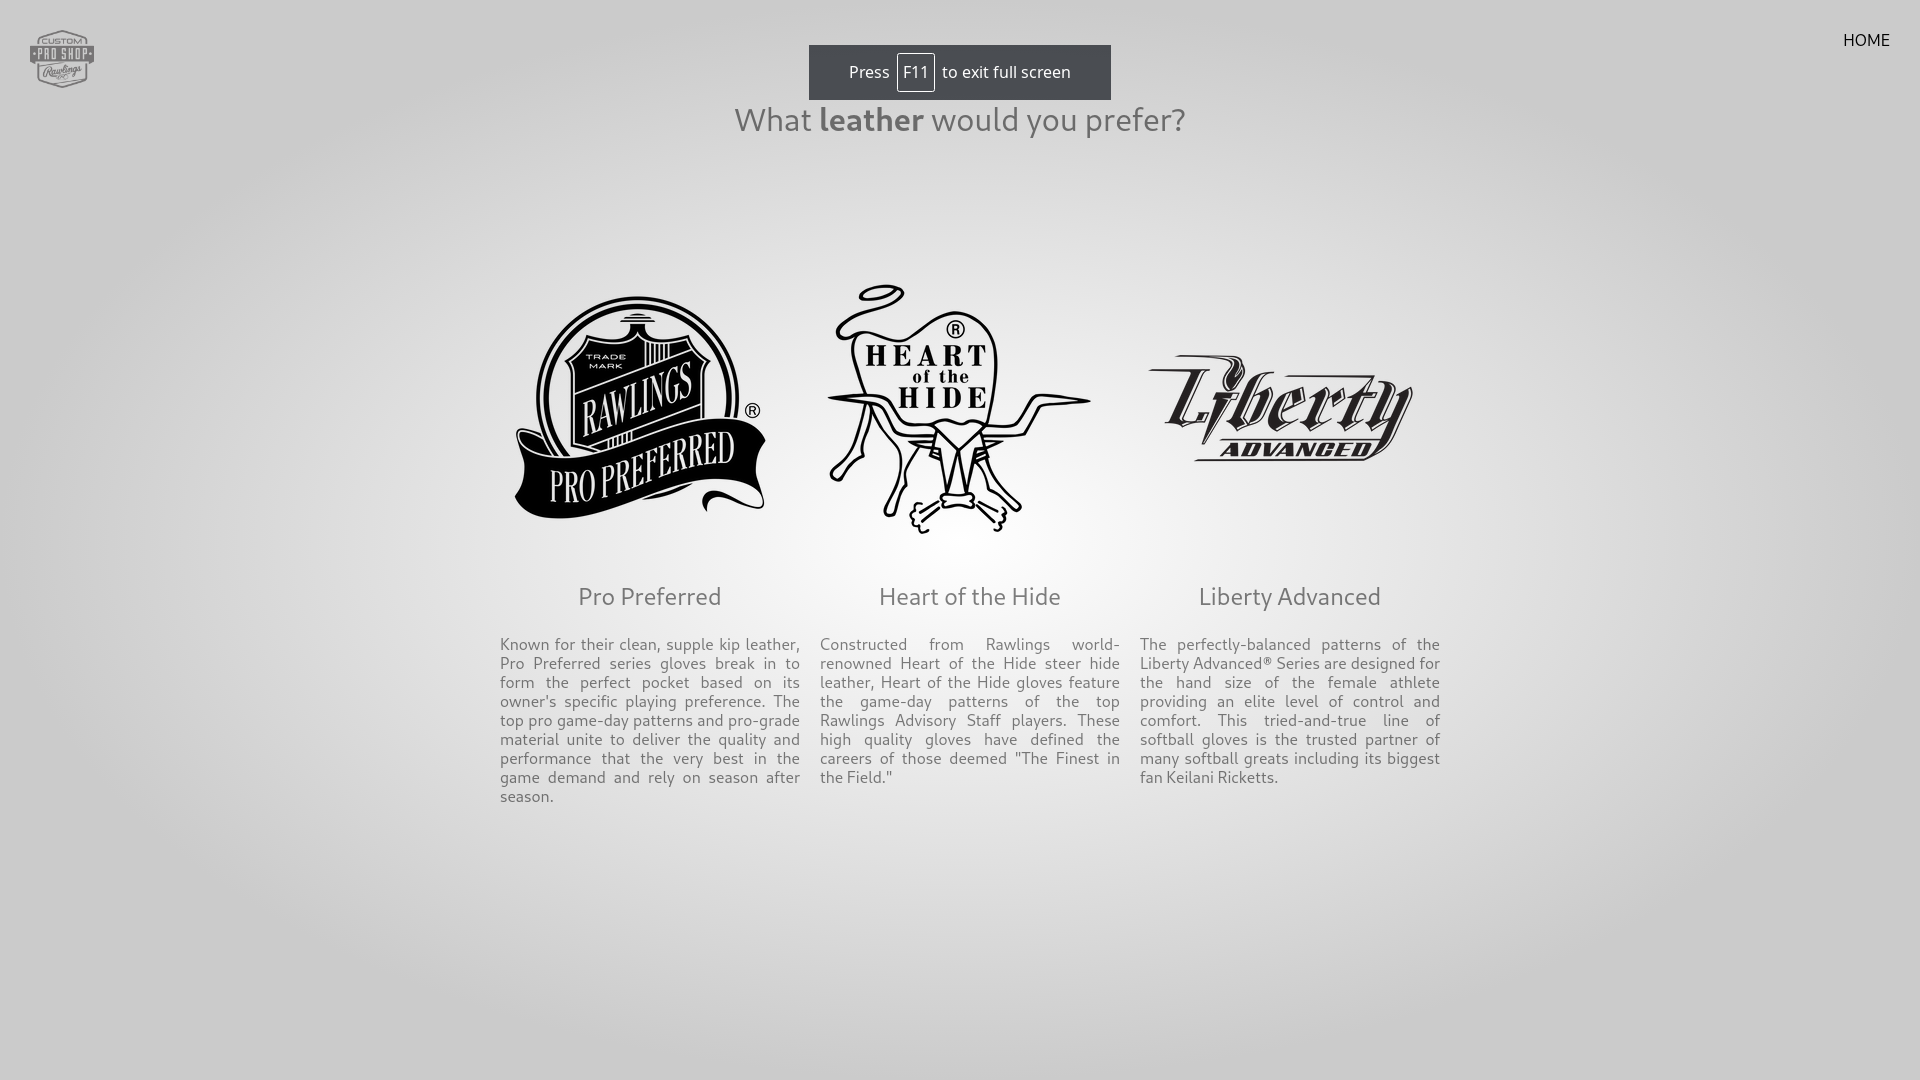 CUSTOM
PRO SHOP
Rawlings
HOME
Press F11 to exit full screen
What leather would you prefer?
TRADE
MARK
RAWLINGS
®
PRO PREFERRED
®
HEART
of the
HIDE
Liberty
ADVANCED
Pro Preferred
Heart of the Hide
Liberty Advanced
Known for their clean, supple kip leather,
Pro Preferred series gloves break in to
form the perfect pocket based on its
owner's specific playing preference. The
top pro game-day patterns and pro-grade
material unite to deliver the quality and
performance that the very best in the
game demand and rely on season after
season.
Constructed from Rawlings world-
renowned Heart of the Hide steer hide
leather, Heart of the Hide gloves feature
the game-day patterns of the top
Rawlings Advisory Staff players. These
high quality gloves have defined the
careers of those deemed "The Finest in
the Field."
The perfectly-balanced patterns of the
Liberty Advanced® Series are designed for
the hand size of the female athlete
providing an elite level of control and
comfort. This tried-and-true line of
softball gloves is the trusted partner of
many softball greats including its biggest
fan Keilani Ricketts.